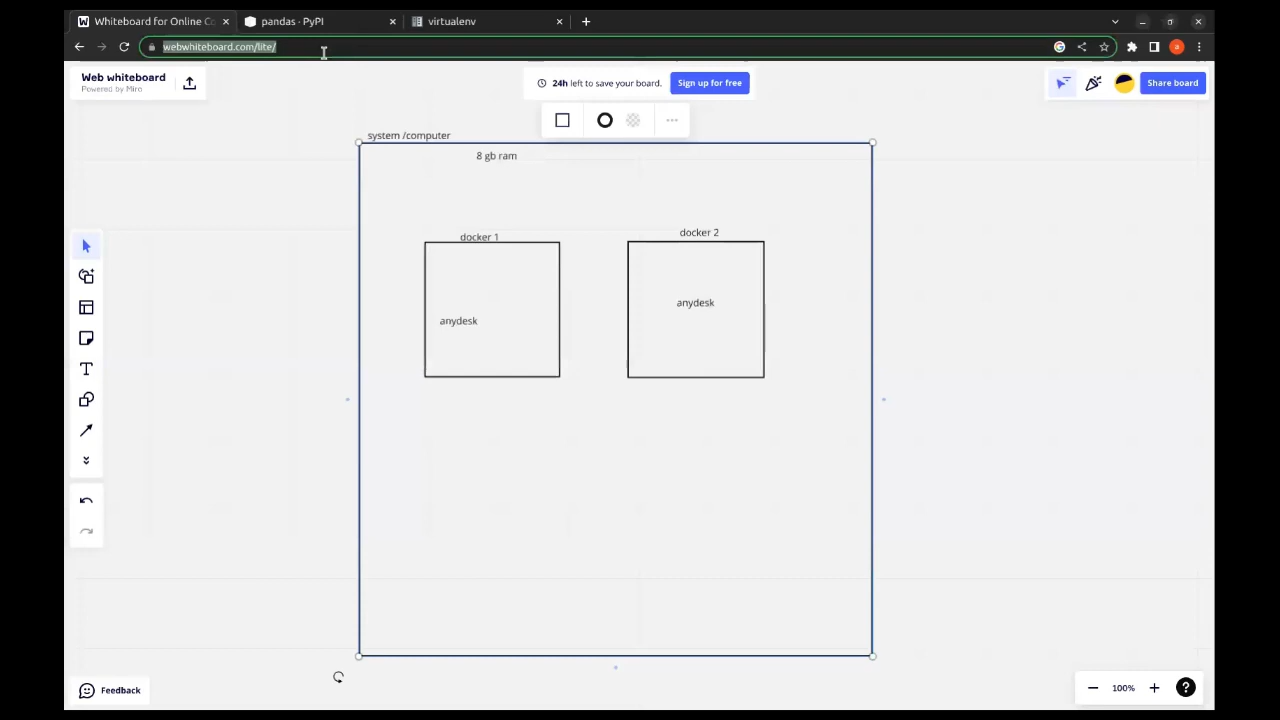 Whiteboard for Online Co
pandas · PyPI
virtualenv
webwhiteboard.com/lite/
a
Web whiteboard
Powered by Miro
24h left to save your board.
Sign up for free
Share board
system /computer
8 gb ram
docker 1
docker 2
anydesk
anydesk
T
Feedback
100%
?